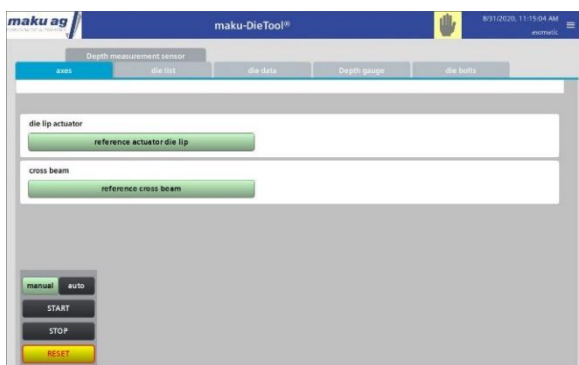 maku ag
maku-DieTool
8/31/2020, 11:15:04 AM
Depth measurement sensor
axes
die list
die data
Depth gauge
die bolts
die lip actuator
reference actuator die lip
cross beam
reference cross beam
manual auto
START
STOP
RESET